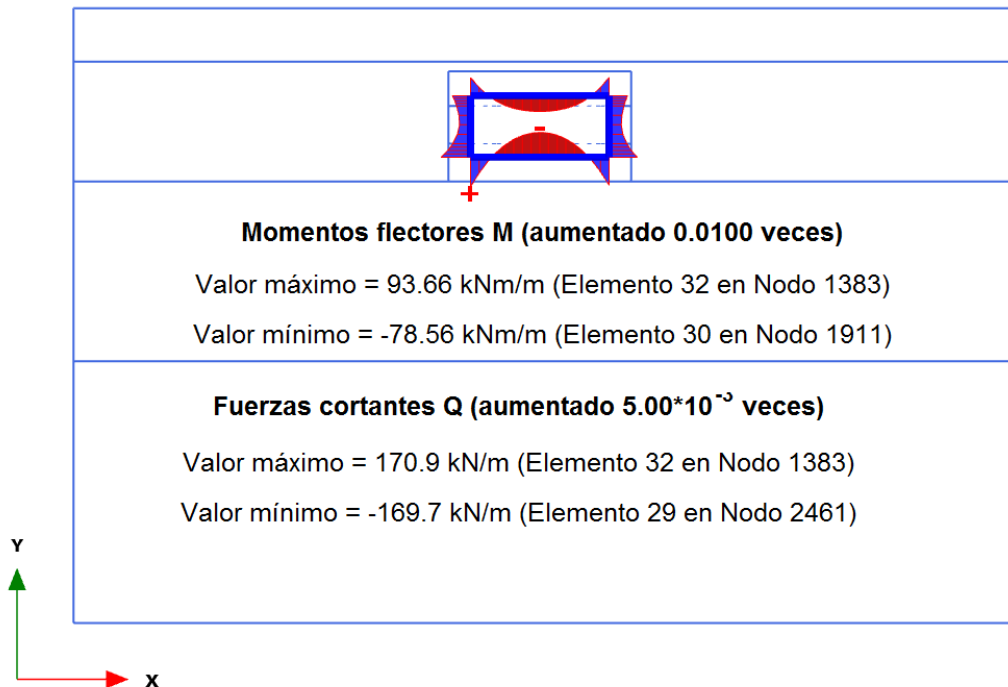 Momentos flectores M (aumentado 0.0100 veces)
Valor máximo = 93.66 kNm/m (Elemento 32 en Nodo 1383)
Valor mínimo = -78.56 kNm/m (Elemento 30 en Nodo 1911)
Fuerzas cortantes Q (aumentado 5.00*10⁻³ veces)
Valor máximo = 170.9 kN/m (Elemento 32 en Nodo 1383)
Valor mínimo = -169.7 kN/m (Elemento 29 en Nodo 2461)
Y
X